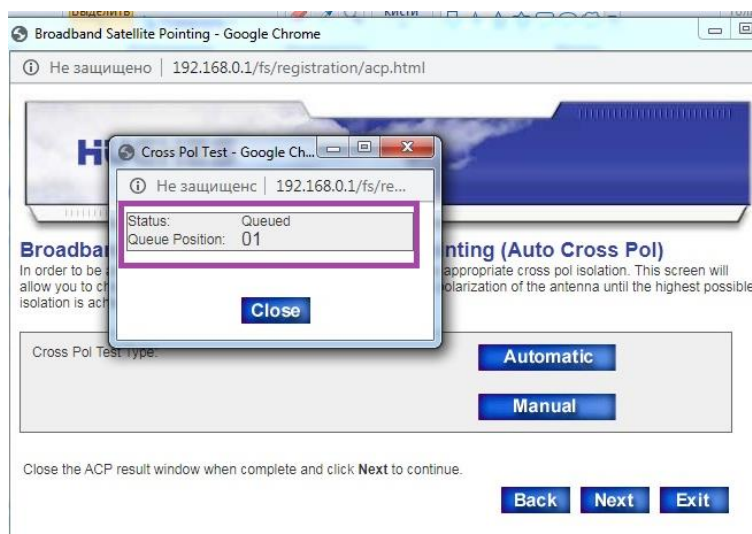 Выделить
Кисти
Broadband Satellite Pointing - Google Chrome
Не защищено | 192.168.0.1/fs/registration/acp.html
Cross Pol Test - Google Ch...
Не защищенс | 192.168.0.1/fs/re...
Status: Queued
Queue Position: 01
Close
nting (Auto Cross Pol)
In order to be appropriate cross pol isolation. This screen will
allow you to olarization of the antenna until the highest possible
isolation is
Cross Pol Test Type:
Automatic
Manual
Close the ACP result window when complete and click Next to continue.
Back Next Exit